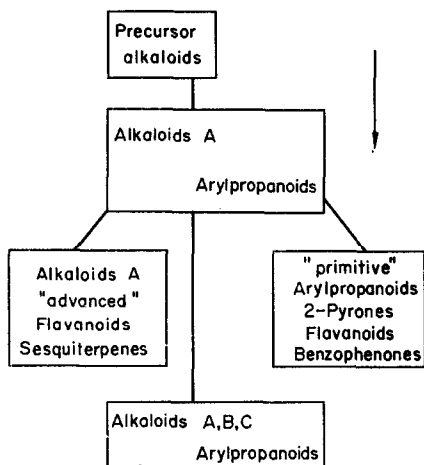 Precursor
alkaloids
Alkaloids A
Arylpropanoids
Alkaloids A
"advanced"
Flavanoids
Sesquiterpenes
"primitive"
Arylpropanoids
2-Pyrones
Flavanoids
Benzophenones
Alkaloids A,B,C
Arylpropanoids